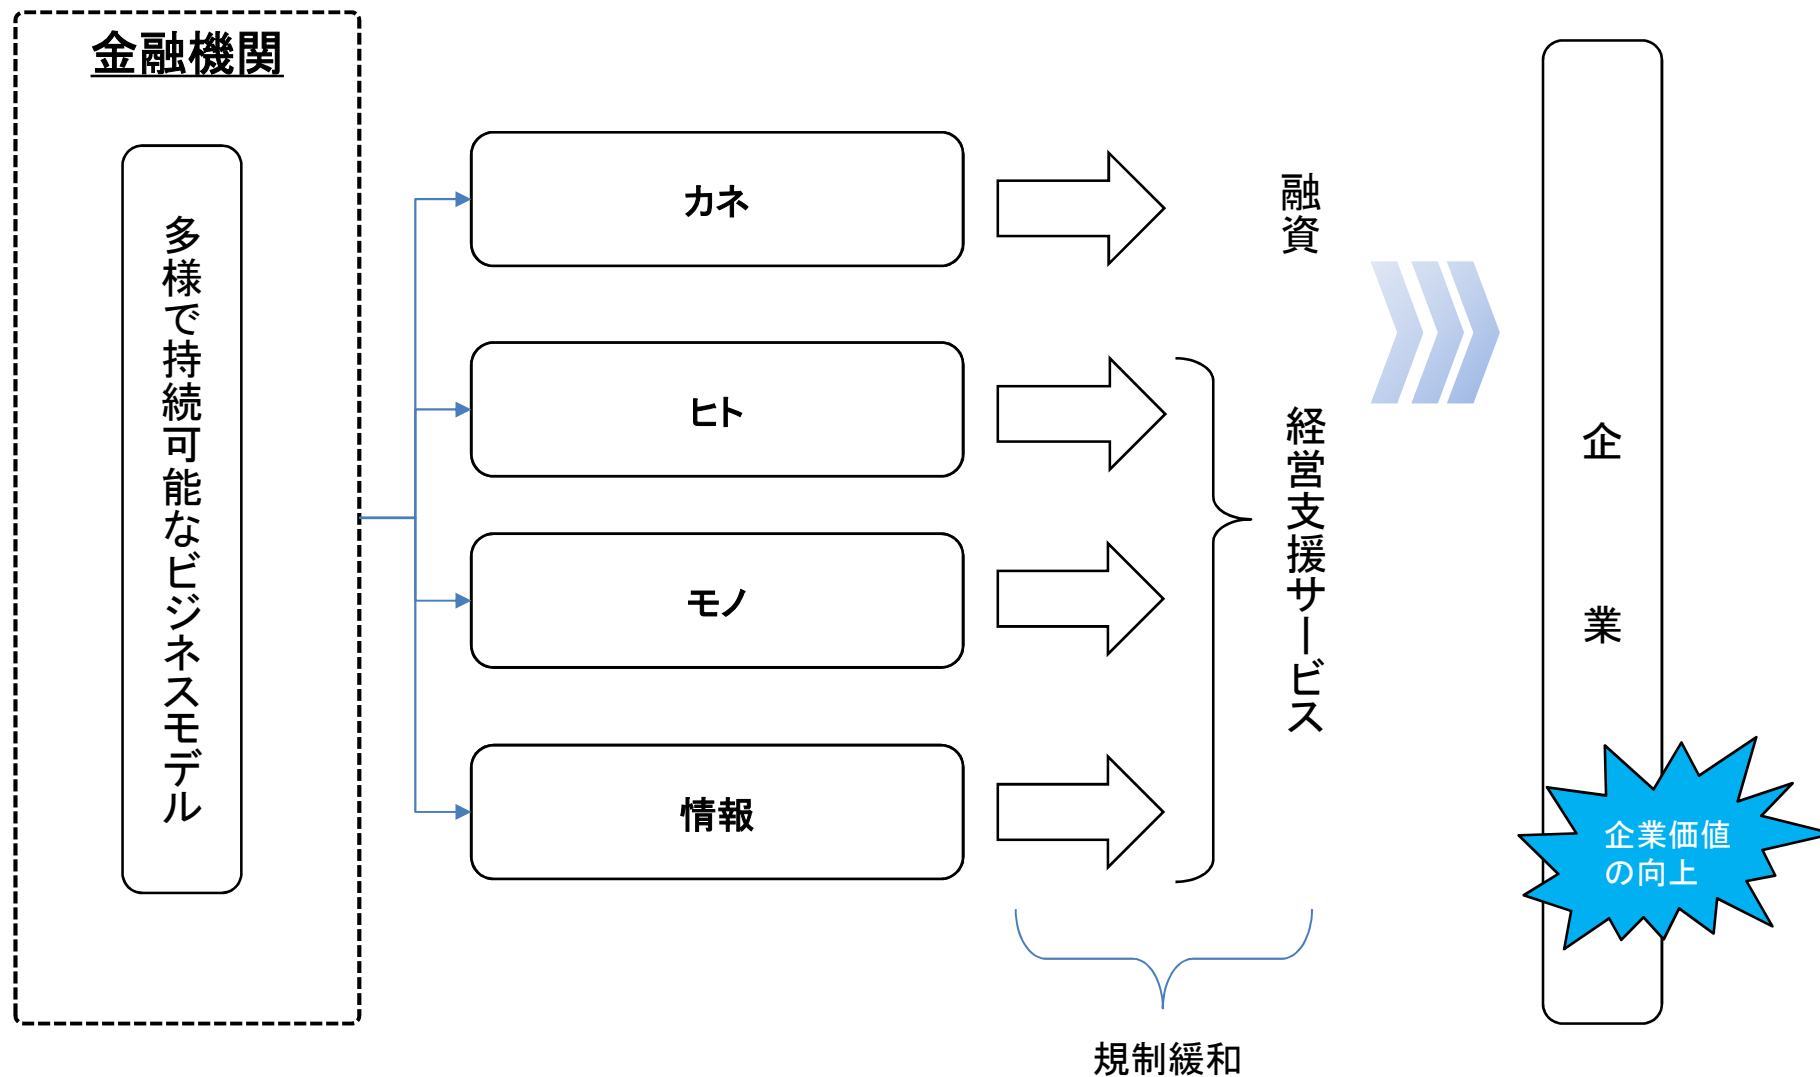 金融機関
多様で持続可能なビジネスモデル
カネ
ヒト
モノ
情報
融資
経営支援サービス
規制緩和
企業
企業価値
の向上